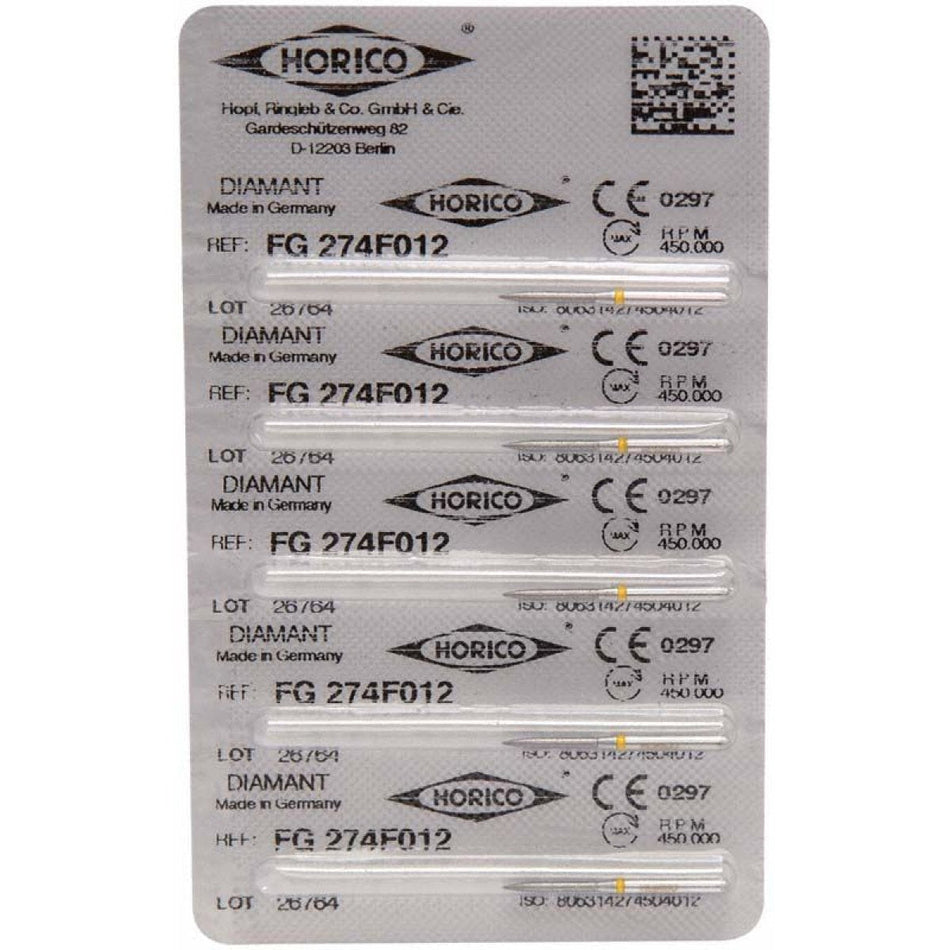 HORICO ®
Hopf, Ringleb & Co. GmbH & Cie.
Gardeschützenweg 82
D-12203 Berlin
DIAMANT HORICO ® CE 0297
Made in Germany
MAX RPM
REF: FG 274F012 450.000
LOT 26764 ISO: 806314274504012
DIAMANT HORICO ® CE 0297
Made in Germany
MAX RPM
REF: FG 274F012 450.000
LOT 26764 ISO: 806314274504012
DIAMANT HORICO ® CE 0297
Made in Germany
MAX RPM
REF: FG 274F012 450.000
LOT 26764 ISO: 806314274504012
DIAMANT HORICO ® CE 0297
Made in Germany
MAX RPM
REF: FG 274F012 450.000
LOT 26764 ISO: 806314274504012
DIAMANT HORICO ® CE 0297
Made in Germany
MAX RPM
REF: FG 274F012 450.000
LOT 26764 ISO: 806314274504012